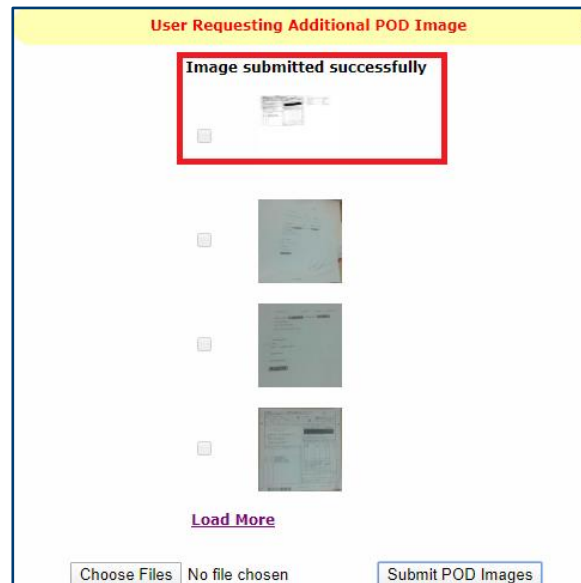 User Requesting Additional POD Image
Image submitted successfully
Load More
Choose Files No file chosen Submit POD Images